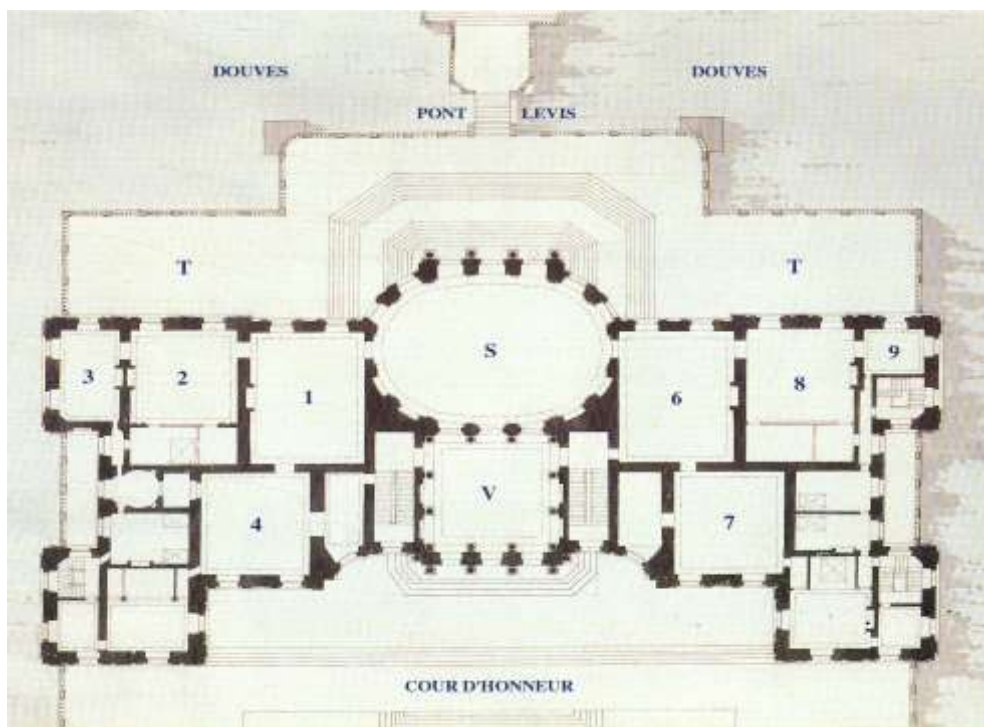 DOUVES DOUVES
PONT LEVIS
T T
S
9
3 2 1 6 8
V
4 7
COUR D'HONNEUR